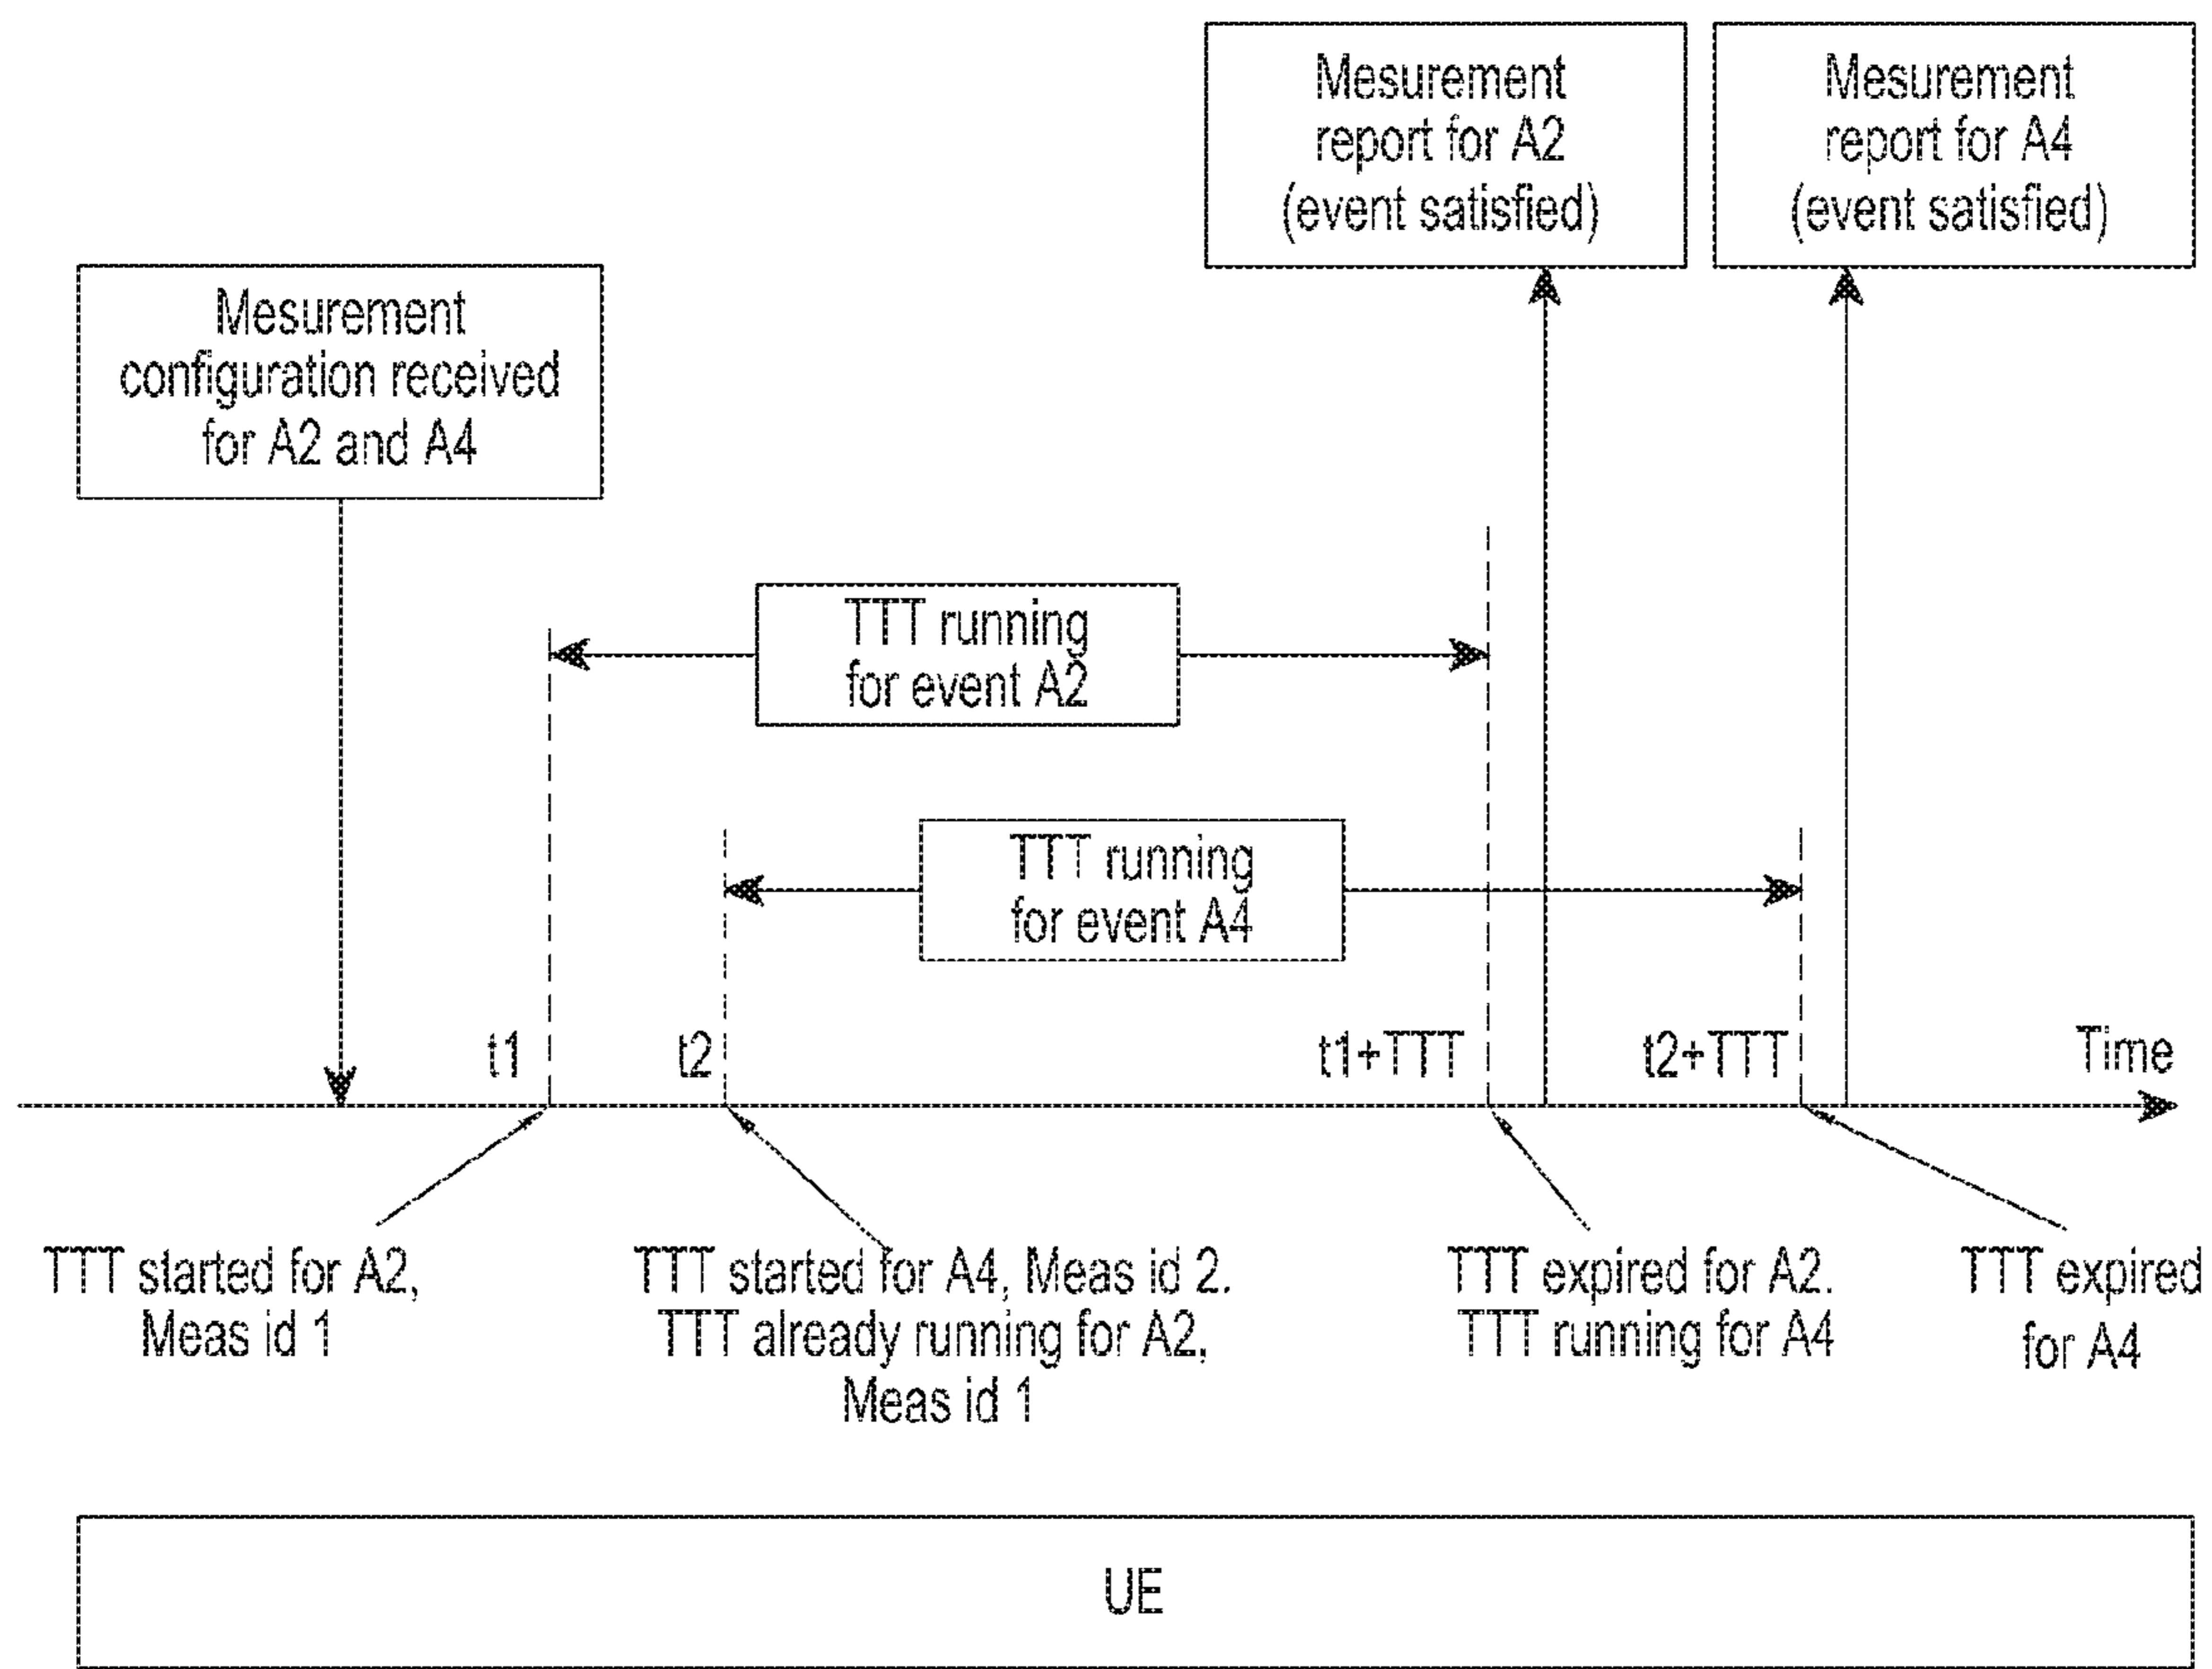 Mesurement
report for A2
(event satisfied)
Mesurement
report for A4
(event satisfied)
Mesurement
configuration received
for A2 and A4
TTT running
for event A2
TTT running
for event A4
t1
t2
t1+TTT
t2+TTT
Time
TTT started for A2,
Meas id 1
TTT started for A4, Meas id 2.
TTT already running for A2,
Meas id 1
TTT expired for A2.
TTT running for A4
TTT expired
for A4
UE